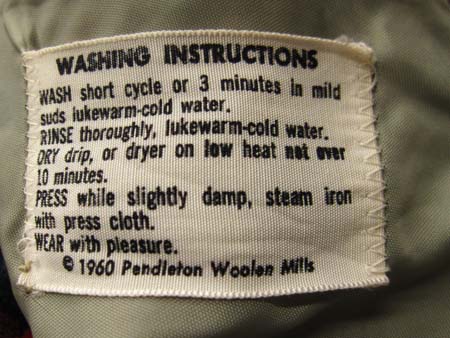 WASHING INSTRUCTIONS
WASH short cycle or 3 minutes in mild
suds lukewarm-cold water.
RINSE thoroughly, lukewarm-cold water.
DRY drip, or dryer on low heat not over
10 minutes.
PRESS while slightly damp, steam iron
with press cloth.
WEAR with pleasure.
© 1960 Pendleton Woolen Mills